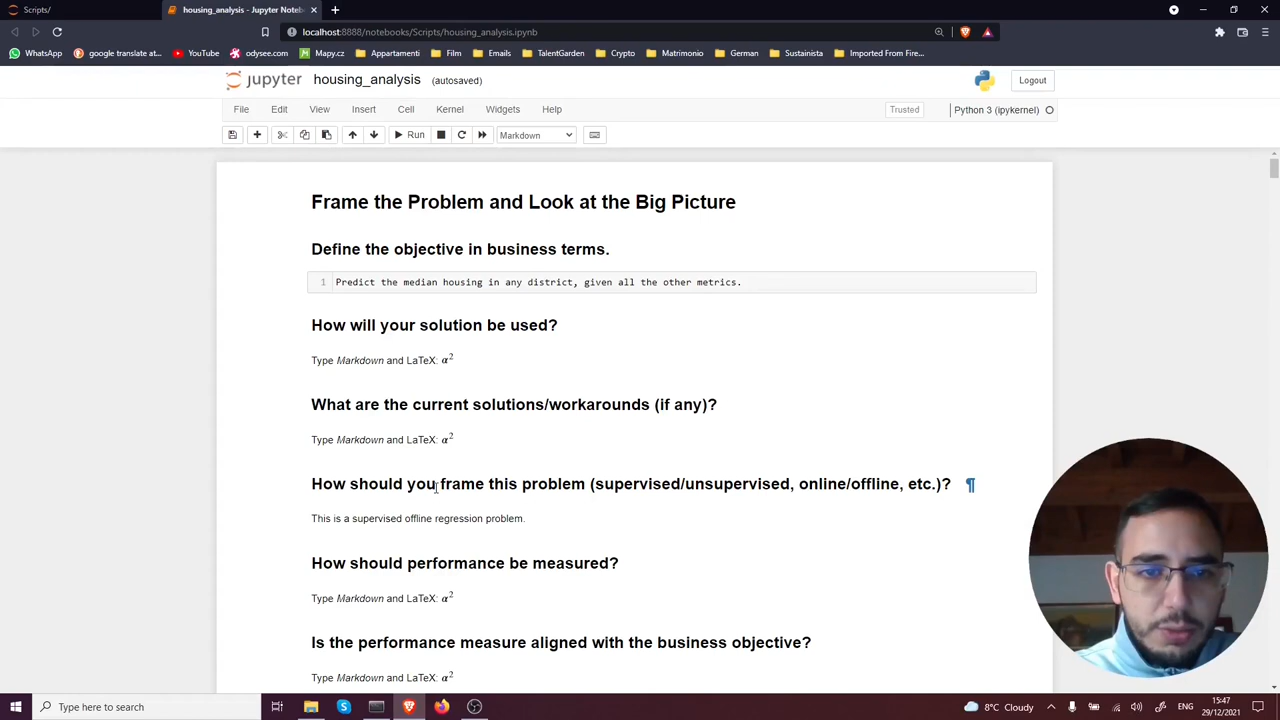 Scripts/
housing_analysis - Jupyter Noteb
localhost:8888/notebooks/Scripts/housing_analysis.ipynb
WhatsApp
google translate at...
YouTube
odysee.com
Mapy.cz
Appartamenti
Film
Emails
TalentGarden
Crypto
Matrimonio
German
Sustainista
Imported From Fire...
jupyter housing_analysis (autosaved)
Logout
File Edit View Insert Cell Kernel Widgets Help
Trusted
Python 3 (ipykernel)
Run
Markdown
Frame the Problem and Look at the Big Picture
Define the objective in business terms.
1 Predict the median housing in any district, given all the other metrics.
How will your solution be used?
Type Markdown and LaTeX: α²
What are the current solutions/workarounds (if any)?
Type Markdown and LaTeX: α²
How should you frame this problem (supervised/unsupervised, online/offline, etc.)? ¶
This is a supervised offline regression problem.
How should performance be measured?
Type Markdown and LaTeX: α²
Is the performance measure aligned with the business objective?
Type Markdown and LaTeX: α²
Type here to search
8°C Cloudy
15:47
29/12/2021